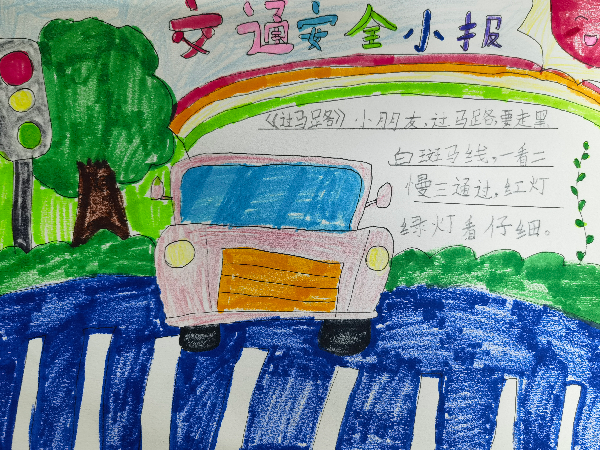 交通安全小报
《过马路》小朋友,过马路,要走里
白斑马线,一看二
慢三通过,红灯
绿灯看仔细。